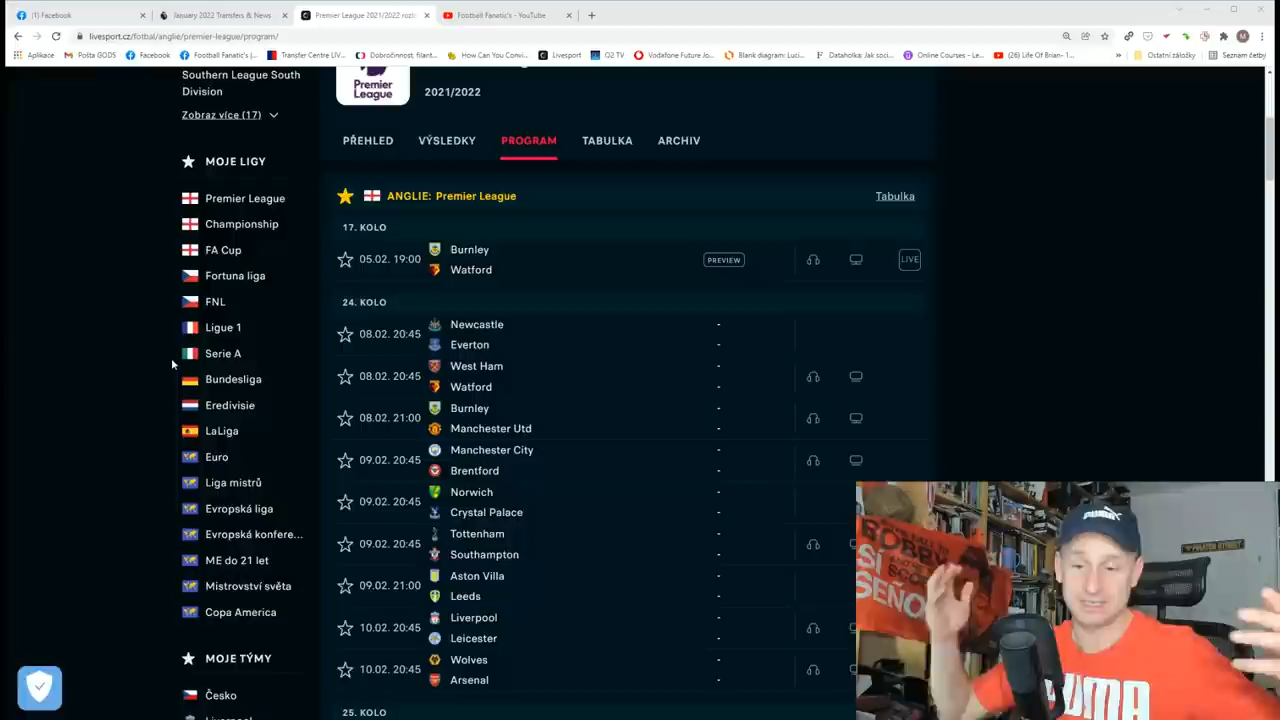 (1) Facebook
January 2022 Transfers & News
Premier League 2021/2022 rozlo
Football Fanatic's - YouTube
livesport.cz/fotbal/anglie/premier-league/program/
M
Aplikace
Pošta GODS
Facebook
Football Fanatic's (...
Transfer Centre LIV...
Dobročinnost, filant...
How Can You Convi...
Livesport
O2 TV
Vodafone Future Jo...
Blank diagram: Luci...
Dataholka: Jak soci...
Online Courses - Le...
(26) Life Of Brian- 1...
Ostatní záložky
Seznam četby
Southern League South
Division
Zobraz více (17)
MOJE LIGY
Premier League
Championship
FA Cup
Fortuna liga
FNL
Ligue 1
Serie A
Bundesliga
Eredivisie
LaLiga
Euro
Liga mistrů
Evropská liga
Evropská konfere...
ME do 21 let
Mistrovství světa
Copa America
MOJE TÝMY
Česko
Liverpool
Premier
League
2021/2022
PŘEHLED
VÝSLEDKY
PROGRAM
TABULKA
ARCHIV
ANGLIE: Premier League
Tabulka
17. KOLO
05.02. 19:00
Burnley
Watford
PREVIEW
LIVE
24. KOLO
08.02. 20:45
Newcastle -
Everton -
08.02. 20:45
West Ham -
Watford -
08.02. 21:00
Burnley -
Manchester Utd -
09.02. 20:45
Manchester City -
Brentford -
09.02. 20:45
Norwich -
Crystal Palace -
09.02. 20:45
Tottenham -
Southampton -
09.02. 21:00
Aston Villa -
Leeds -
10.02. 20:45
Liverpool -
Leicester -
10.02. 20:45
Wolves -
Arsenal -
25. KOLO
BOBBY
PUMA
PUMA